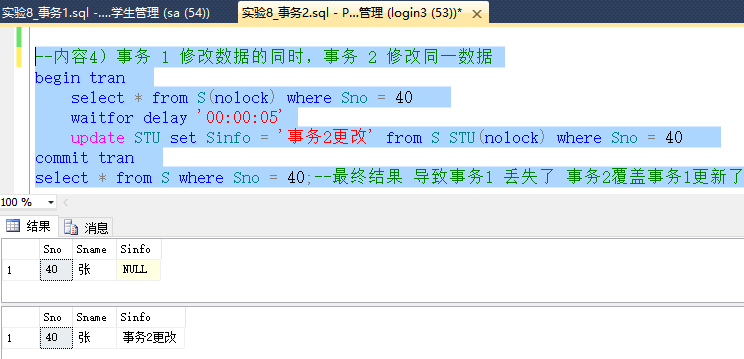 实验8_事务1.sql -....学生管理 (sa (54))
实验8_事务2.sql - P...管理 (login3 (53))* ×
--内容4) 事务 1 修改数据的同时，事务 2 修改同一数据
begin tran
select * from S(nolock) where Sno = 40
waitfor delay '00:00:05'
update STU set Sinfo = '事务2更改' from S STU(nolock) where Sno = 40
commit tran
select * from S where Sno = 40;--最终结果 导致事务1 丢失了 事务2覆盖事务1更新了
100 %
结果 消息
Sno Sname Sinfo
1 40 张 NULL
Sno Sname Sinfo
1 40 张 事务2更改